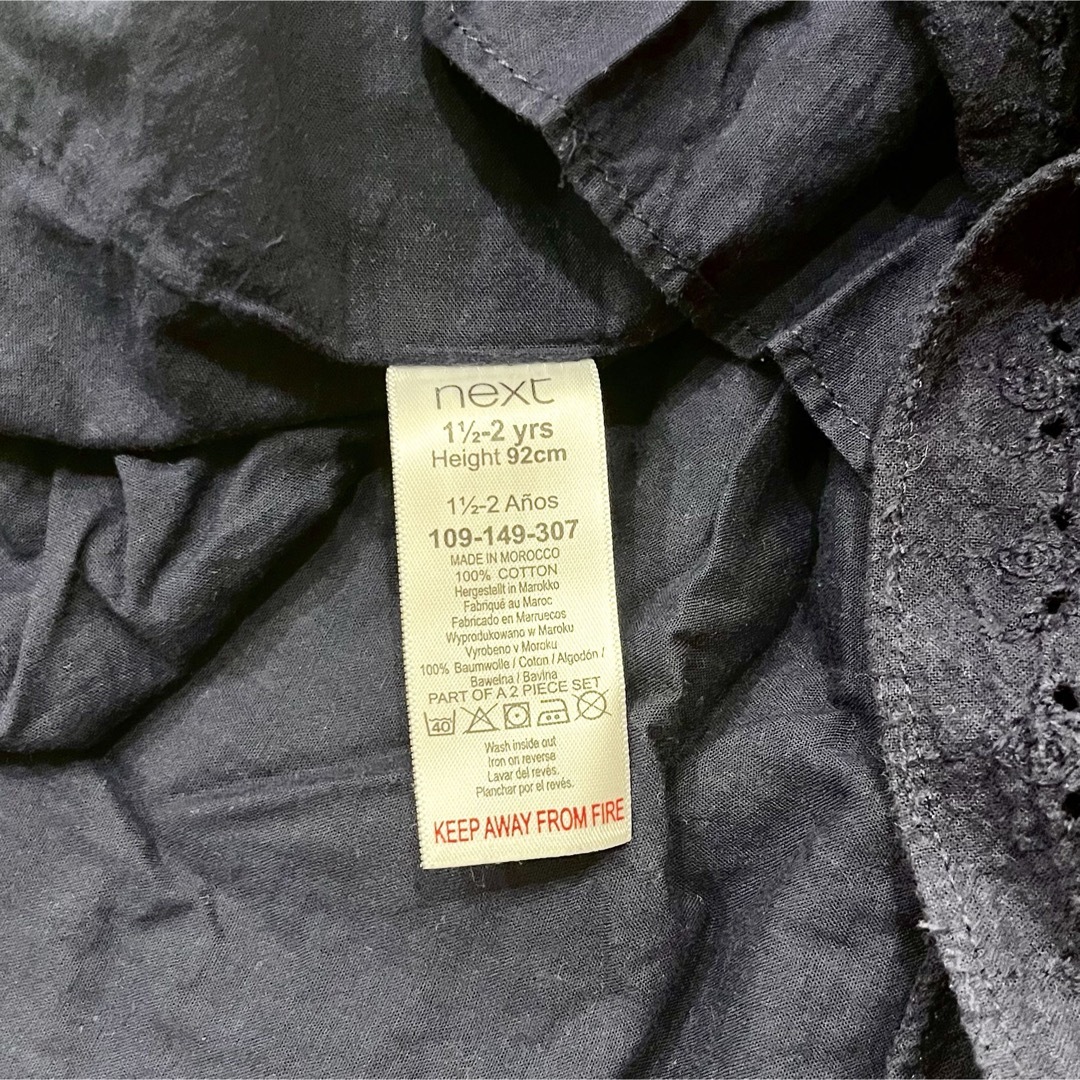 next
1½-2 yrs
Height 92cm
1½-2 Años
109-149-307
MADE IN MOROCCO
100% COTTON
Hergestellt in Marokko
Fabriqué au Maroc
Fabricado en Marruecos
Wyprodukowano w Maroku
Vyrobeno v Moroku
100% Baumwolle / Coton / Algodón /
Bawełna / Bavlna
PART OF A 2 PIECE SET
40
Wash inside out
Iron on reverse
Lavar del revés.
Planchar por el revés.
KEEP AWAY FROM FIRE